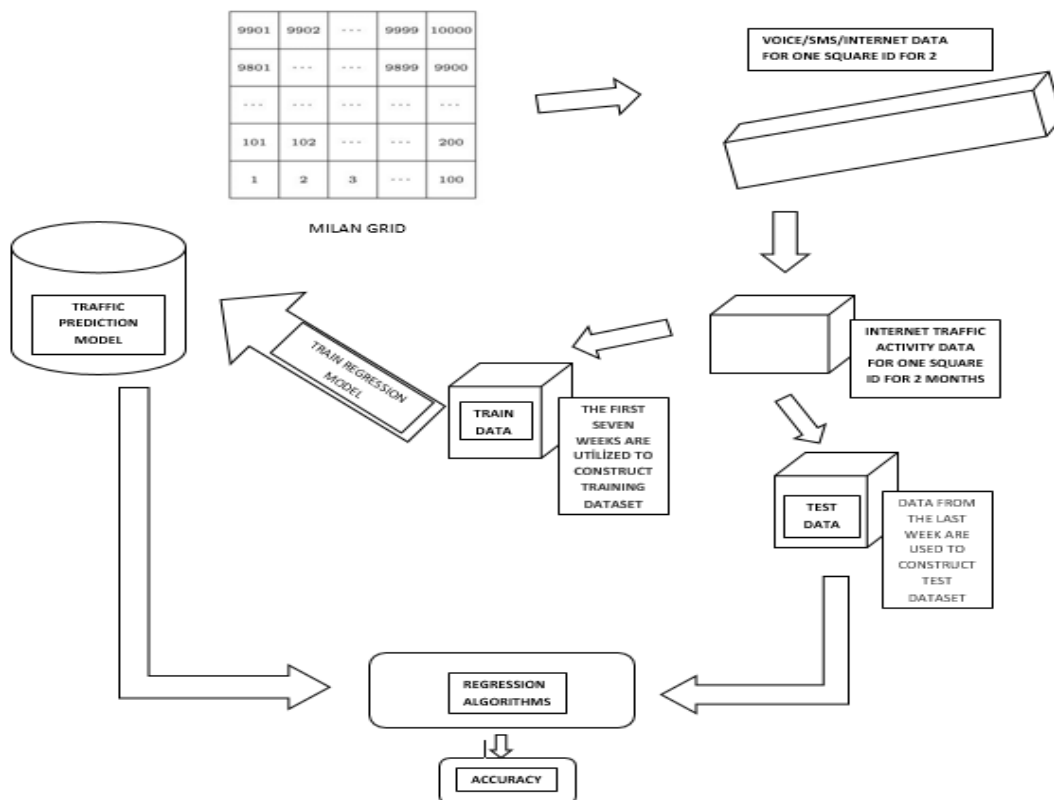 9901 9902 --- 9999 10000
9801 --- --- 9899 9900
--- --- --- --- ---
101 102 --- --- 200
1 2 3 --- 100
MILAN GRID
VOICE/SMS/INTERNET DATA
FOR ONE SQUARE ID FOR 2
INTERNET TRAFFIC
ACTIVITY DATA
FOR ONE SQUARE
ID FOR 2 MONTHS
TRAFFIC
PREDICTION
MODEL
TRAIN REGRESSION
MODEL
TRAIN
DATA
THE FIRST
SEVEN
WEEKS ARE
UTİLİZED TO
CONSTRUCT
TRAINING
DATASET
TEST
DATA
DATA FROM
THE LAST
WEEK ARE
USED TO
CONSTRUCT
TEST
DATASET
REGRESSION
ALGORITHMS
ACCURACY